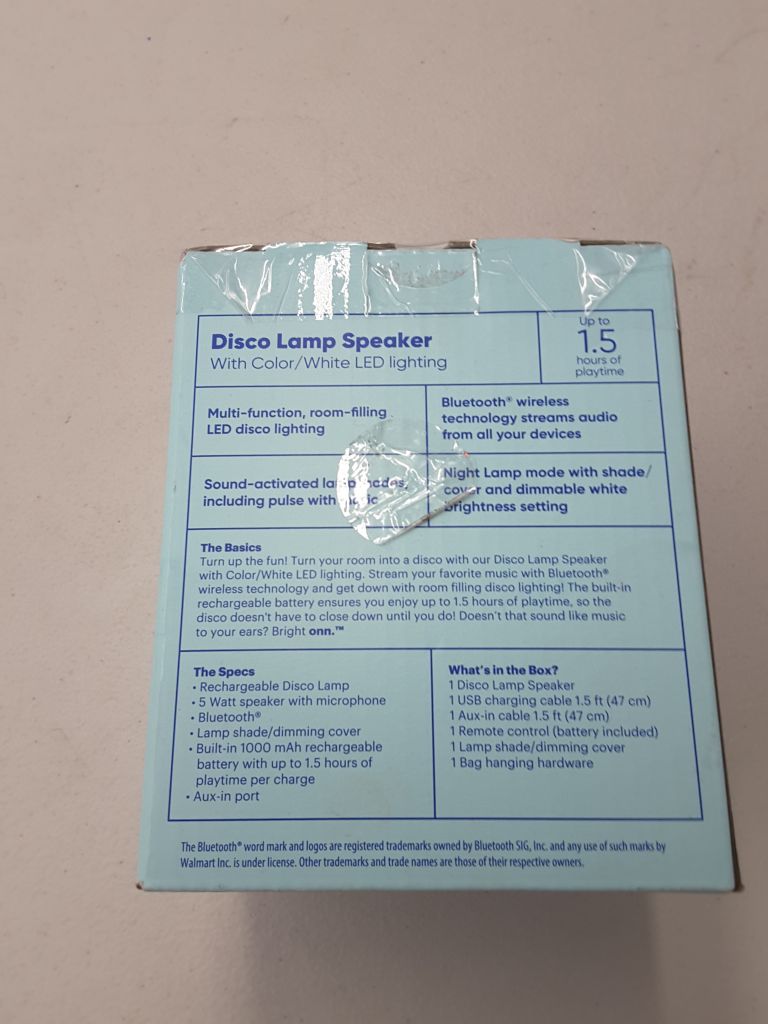 Disco Lamp Speaker
With Color/White LED lighting
Up to
1.5
hours of
playtime
Multi-function, room-filling
LED disco lighting
Bluetooth® wireless
technology streams audio
from all your devices
Sound-activated
including pulse with
Night Lamp mode with shade/
cover and dimmable white
brightness setting
The Basics
Turn up the fun! Turn your room into a disco with our Disco Lamp Speaker
with Color/White LED lighting. Stream your favorite music with Bluetooth®
wireless technology and get down with room filling disco lighting! The built-in
rechargeable battery ensures you enjoy up to 1.5 hours of playtime, so the
disco doesn't have to close down until you do! Doesn't that sound like music
to your ears? Bright onn.™
The Specs
• Rechargeable Disco Lamp
• 5 Watt speaker with microphone
• Bluetooth®
• Lamp shade/dimming cover
• Built-in 1000 mAh rechargeable
battery with up to 1.5 hours of
playtime per charge
• Aux-in port
What's in the Box?
1 Disco Lamp Speaker
1 USB charging cable 1.5 ft (47 cm)
1 Aux-in cable 1.5 ft (47 cm)
1 Remote control (battery included)
1 Lamp shade/dimming cover
1 Bag hanging hardware
The Bluetooth® word mark and logos are registered trademarks owned by Bluetooth SIG, Inc. and any use of such marks by
Walmart Inc. is under license. Other trademarks and trade names are those of their respective owners.